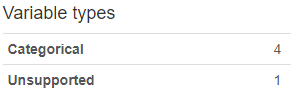 Variable types
Categorical 4
Unsupported 1